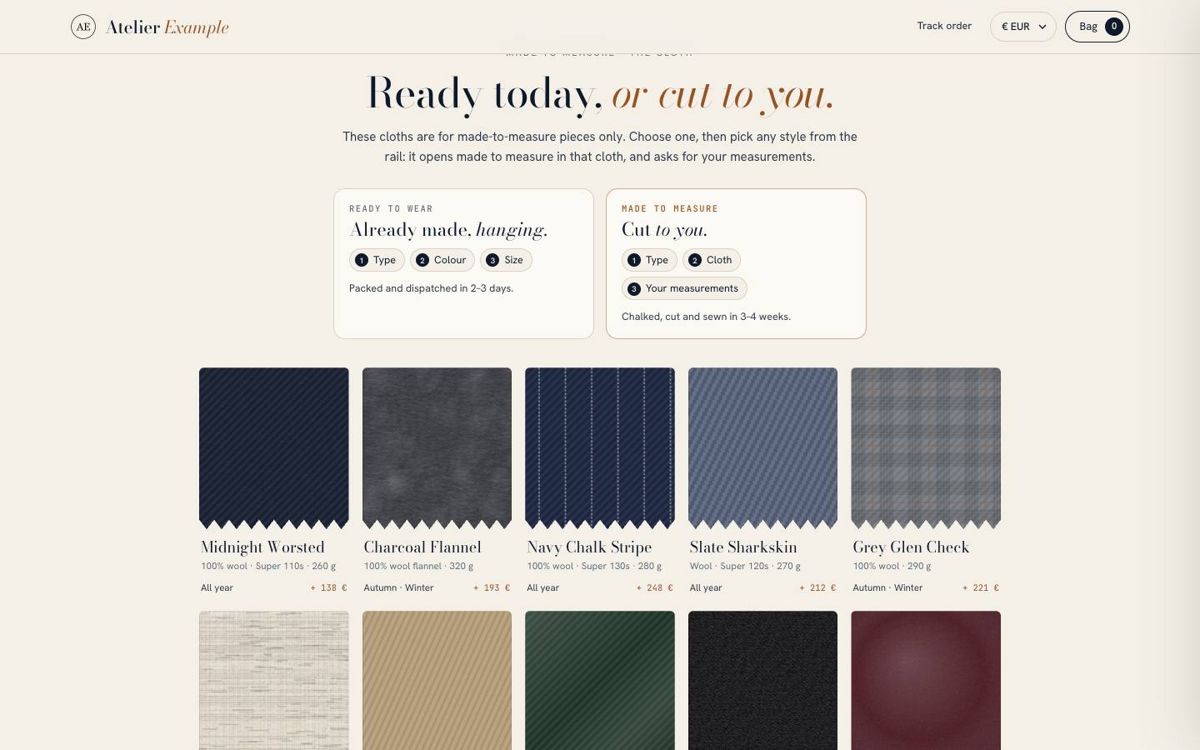 AE Atelier Example
Track order
€ EUR
Bag 0
Ready today, or cut to you.
These cloths are for made-to-measure pieces only. Choose one, then pick any style from the
rail: it opens made to measure in that cloth, and asks for your measurements.
READY TO WEAR
Already made, hanging.
1 Type 2 Colour 3 Size
Packed and dispatched in 2–3 days.
MADE TO MEASURE
Cut to you.
1 Type 2 Cloth
3 Your measurements
Chalked, cut and sewn in 3–4 weeks.
Midnight Worsted
100% wool · Super 110s · 260 g
All year + 138 €
Charcoal Flannel
100% wool flannel · 320 g
Autumn · Winter + 193 €
Navy Chalk Stripe
100% wool · Super 130s · 280 g
All year + 248 €
Slate Sharkskin
Wool · Super 120s · 270 g
All year + 212 €
Grey Glen Check
100% wool · 290 g
Autumn · Winter + 221 €